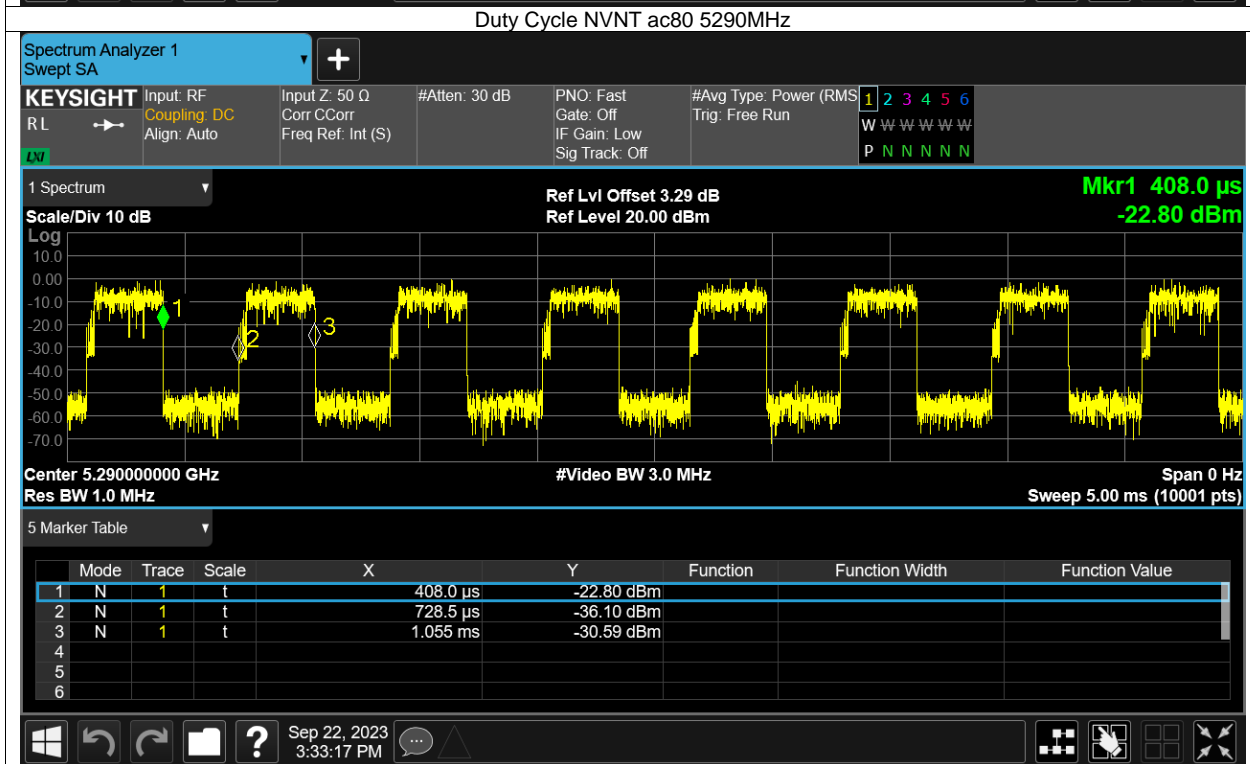 Duty Cycle NVNT ac80 5290MHz
Spectrum Analyzer 1
Swept SA
+
KEYSIGHT Input: RF Input Z: 50 Ω #Atten: 30 dB PNO: Fast #Avg Type: Power (RMS 1 2 3 4 5 6
R L Coupling: DC Corr CCorr Gate: Off Trig: Free Run W W W W W W
Align: Auto Freq Ref: Int (S) IF Gain: Low P N N N N N
LXI Sig Track: Off
1 Spectrum Ref Lvl Offset 3.29 dB Mkr1 408.0 µs
Scale/Div 10 dB Ref Level 20.00 dBm -22.80 dBm
Log
10.0
0.00
-10.0
-20.0
-30.0
-40.0
-50.0
-60.0
-70.0
1
2
3
Center 5.290000000 GHz #Video BW 3.0 MHz Span 0 Hz
Res BW 1.0 MHz Sweep 5.00 ms (10001 pts)
5 Marker Table
Mode Trace Scale X Y Function Function Width Function Value
1 N 1 t 408.0 µs -22.80 dBm
2 N 1 t 728.5 µs -36.10 dBm
3 N 1 t 1.055 ms -30.59 dBm
4
5
6
? Sep 22, 2023
3:33:17 PM